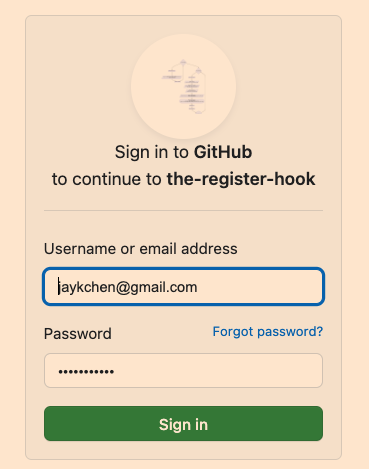 Sign in to GitHub
to continue to the-register-hook
Username or email address
jaykchen@gmail.com
Password Forgot password?
•••••••••••
Sign in